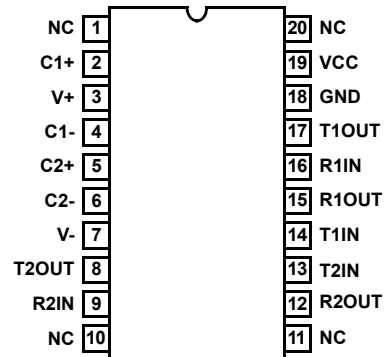 NC 1 20 NC
C1+ 2 19 VCC
V+ 3 18 GND
C1- 4 17 T1OUT
C2+ 5 16 R1IN
C2- 6 15 R1OUT
V- 7 14 T1IN
T2OUT 8 13 T2IN
R2IN 9 12 R2OUT
NC 10 11 NC